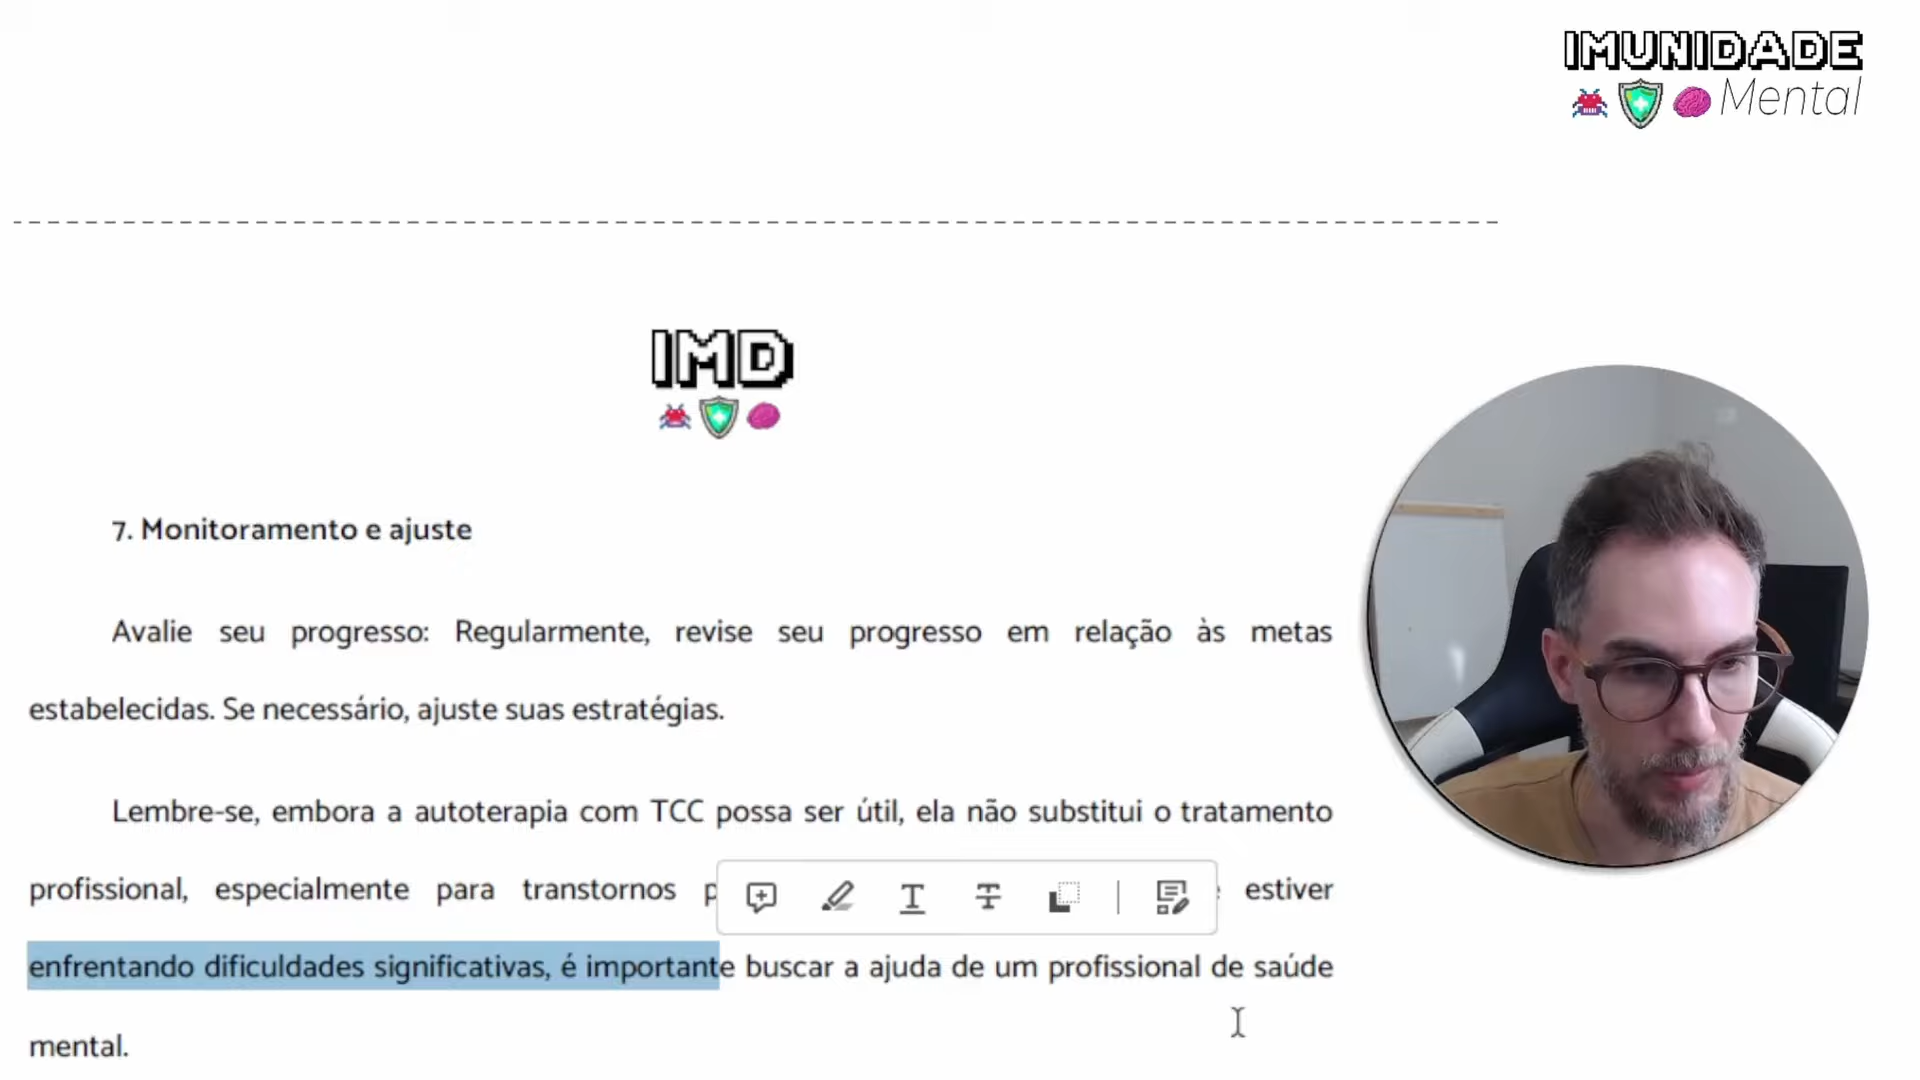 IMUNIDADE
Mental
IMD
7. Monitoramento e ajuste
Avalie seu progresso: Regularmente, revise seu progresso em relação às metas
estabelecidas. Se necessário, ajuste suas estratégias.
Lembre-se, embora a autoterapia com TCC possa ser útil, ela não substitui o tratamento
profissional, especialmente para transtornos estiver
enfrentando dificuldades significativas, é importante buscar a ajuda de um profissional de saúde
mental.